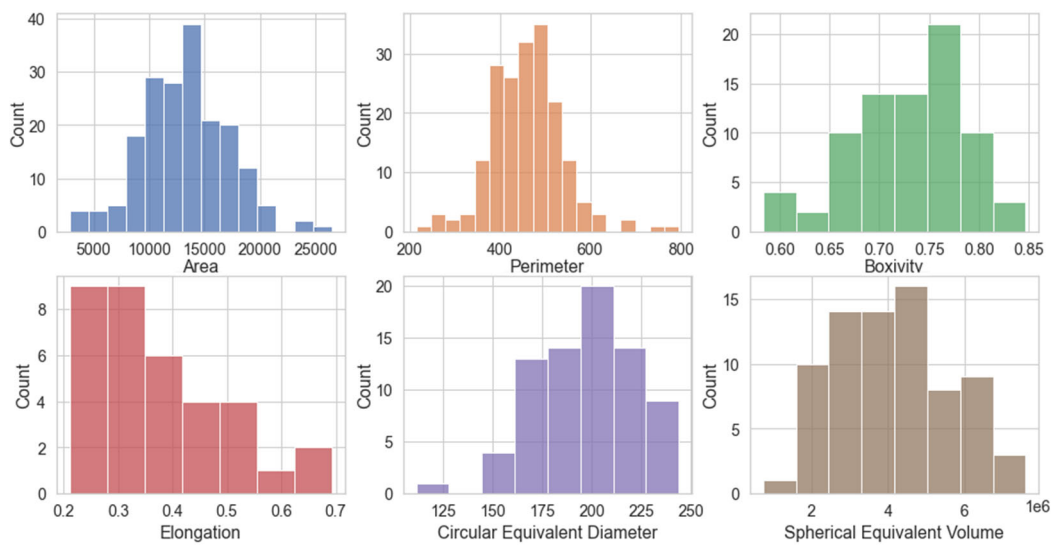 40
30
20
10
0
Count
5000 10000 15000 20000 25000
Area
30
20
10
0
Count
200 400 600 800
Perimeter
20
15
10
5
0
Count
0.60 0.65 0.70 0.75 0.80 0.85
Boxivity
8
6
4
2
0
Count
0.2 0.3 0.4 0.5 0.6 0.7
Elongation
20
15
10
5
0
Count
125 150 175 200 225 250
Circular Equivalent Diameter
15
10
5
0
Count
2 4 6
1e6
Spherical Equivalent Volume